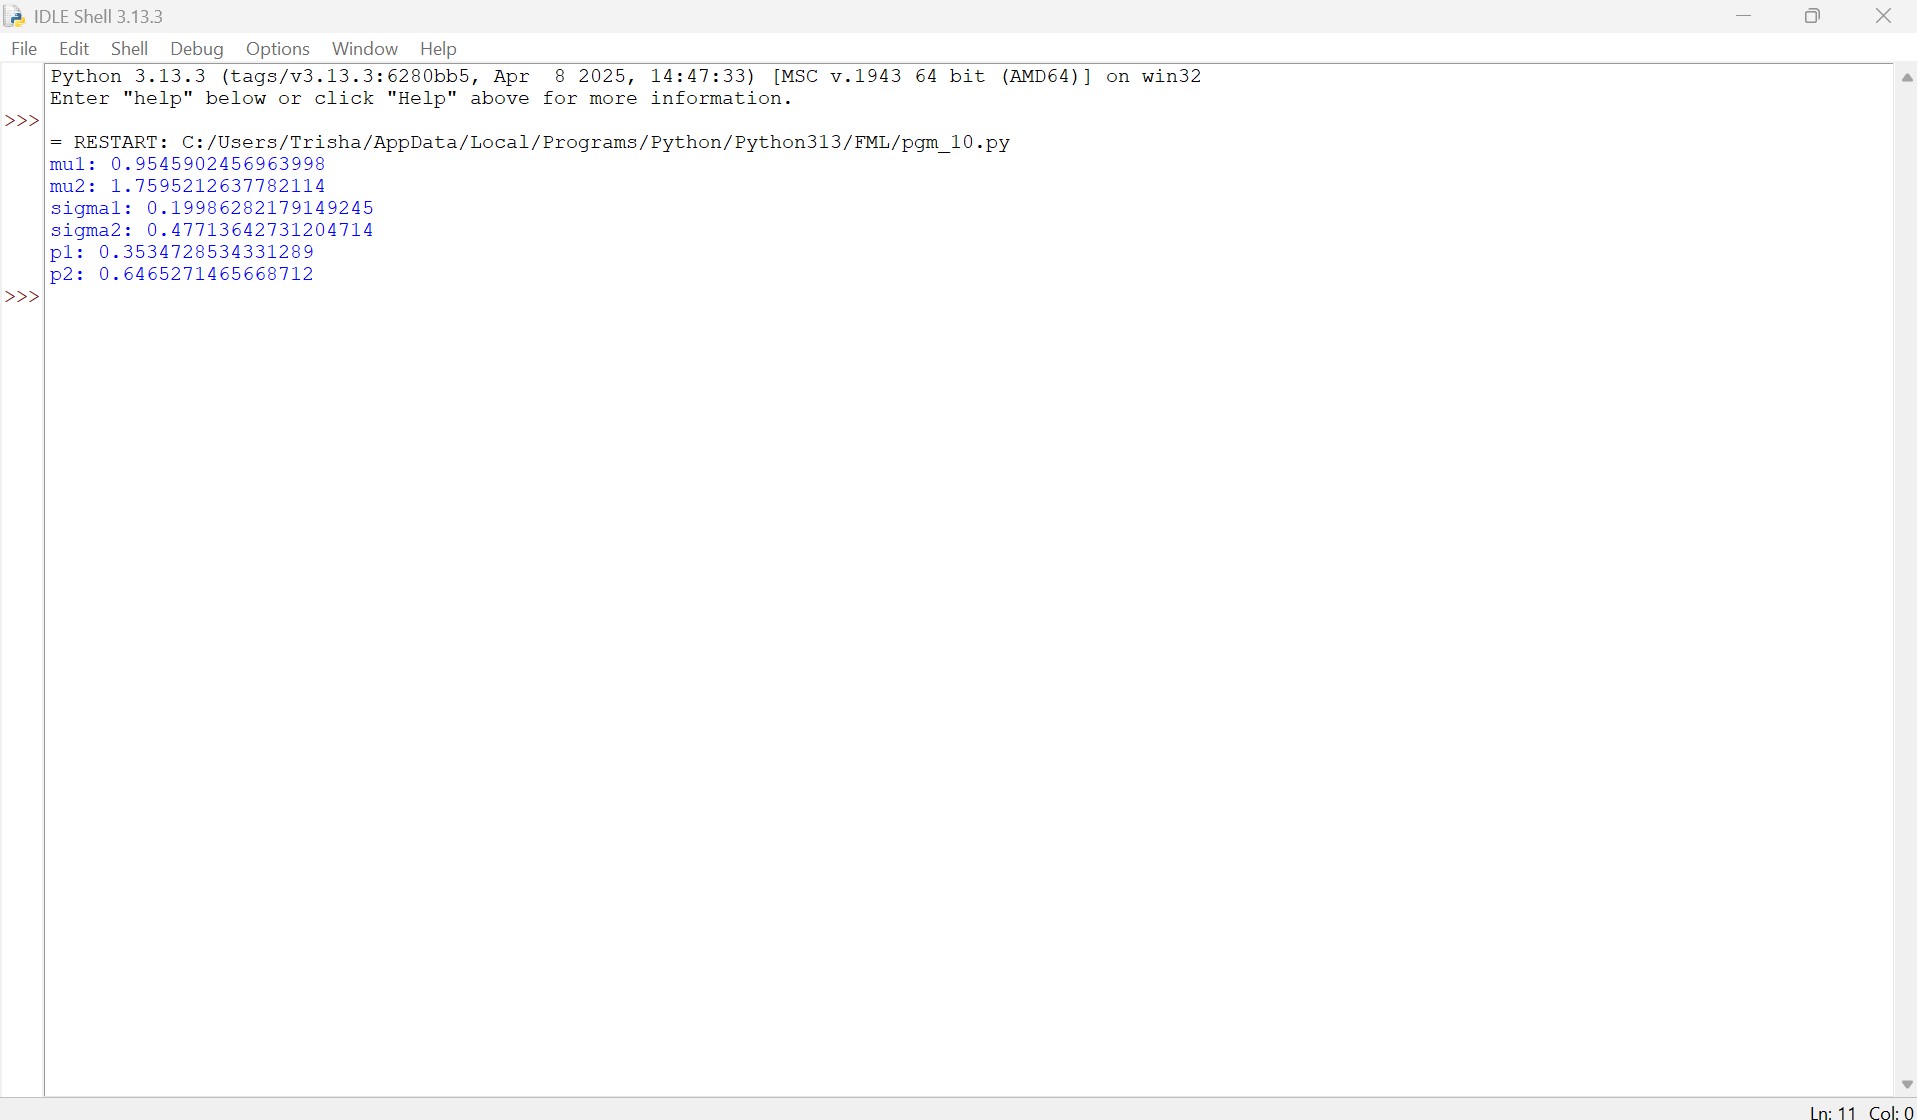 IDLE Shell 3.13.3
File Edit Shell Debug Options Window Help
Python 3.13.3 (tags/v3.13.3:6280bb5, Apr  8 2025, 14:47:33) [MSC v.1943 64 bit (AMD64)] on win32
Enter "help" below or click "Help" above for more information.
>>>
= RESTART: C:/Users/Trisha/AppData/Local/Programs/Python/Python313/FML/pgm_10.py
mu1: 0.9545902456963998
mu2: 1.7595212637782114
sigma1: 0.19986282179149245
sigma2: 0.47713642731204714
p1: 0.3534728534331289
p2: 0.6465271465668712
>>>
Ln: 11 Col: 0